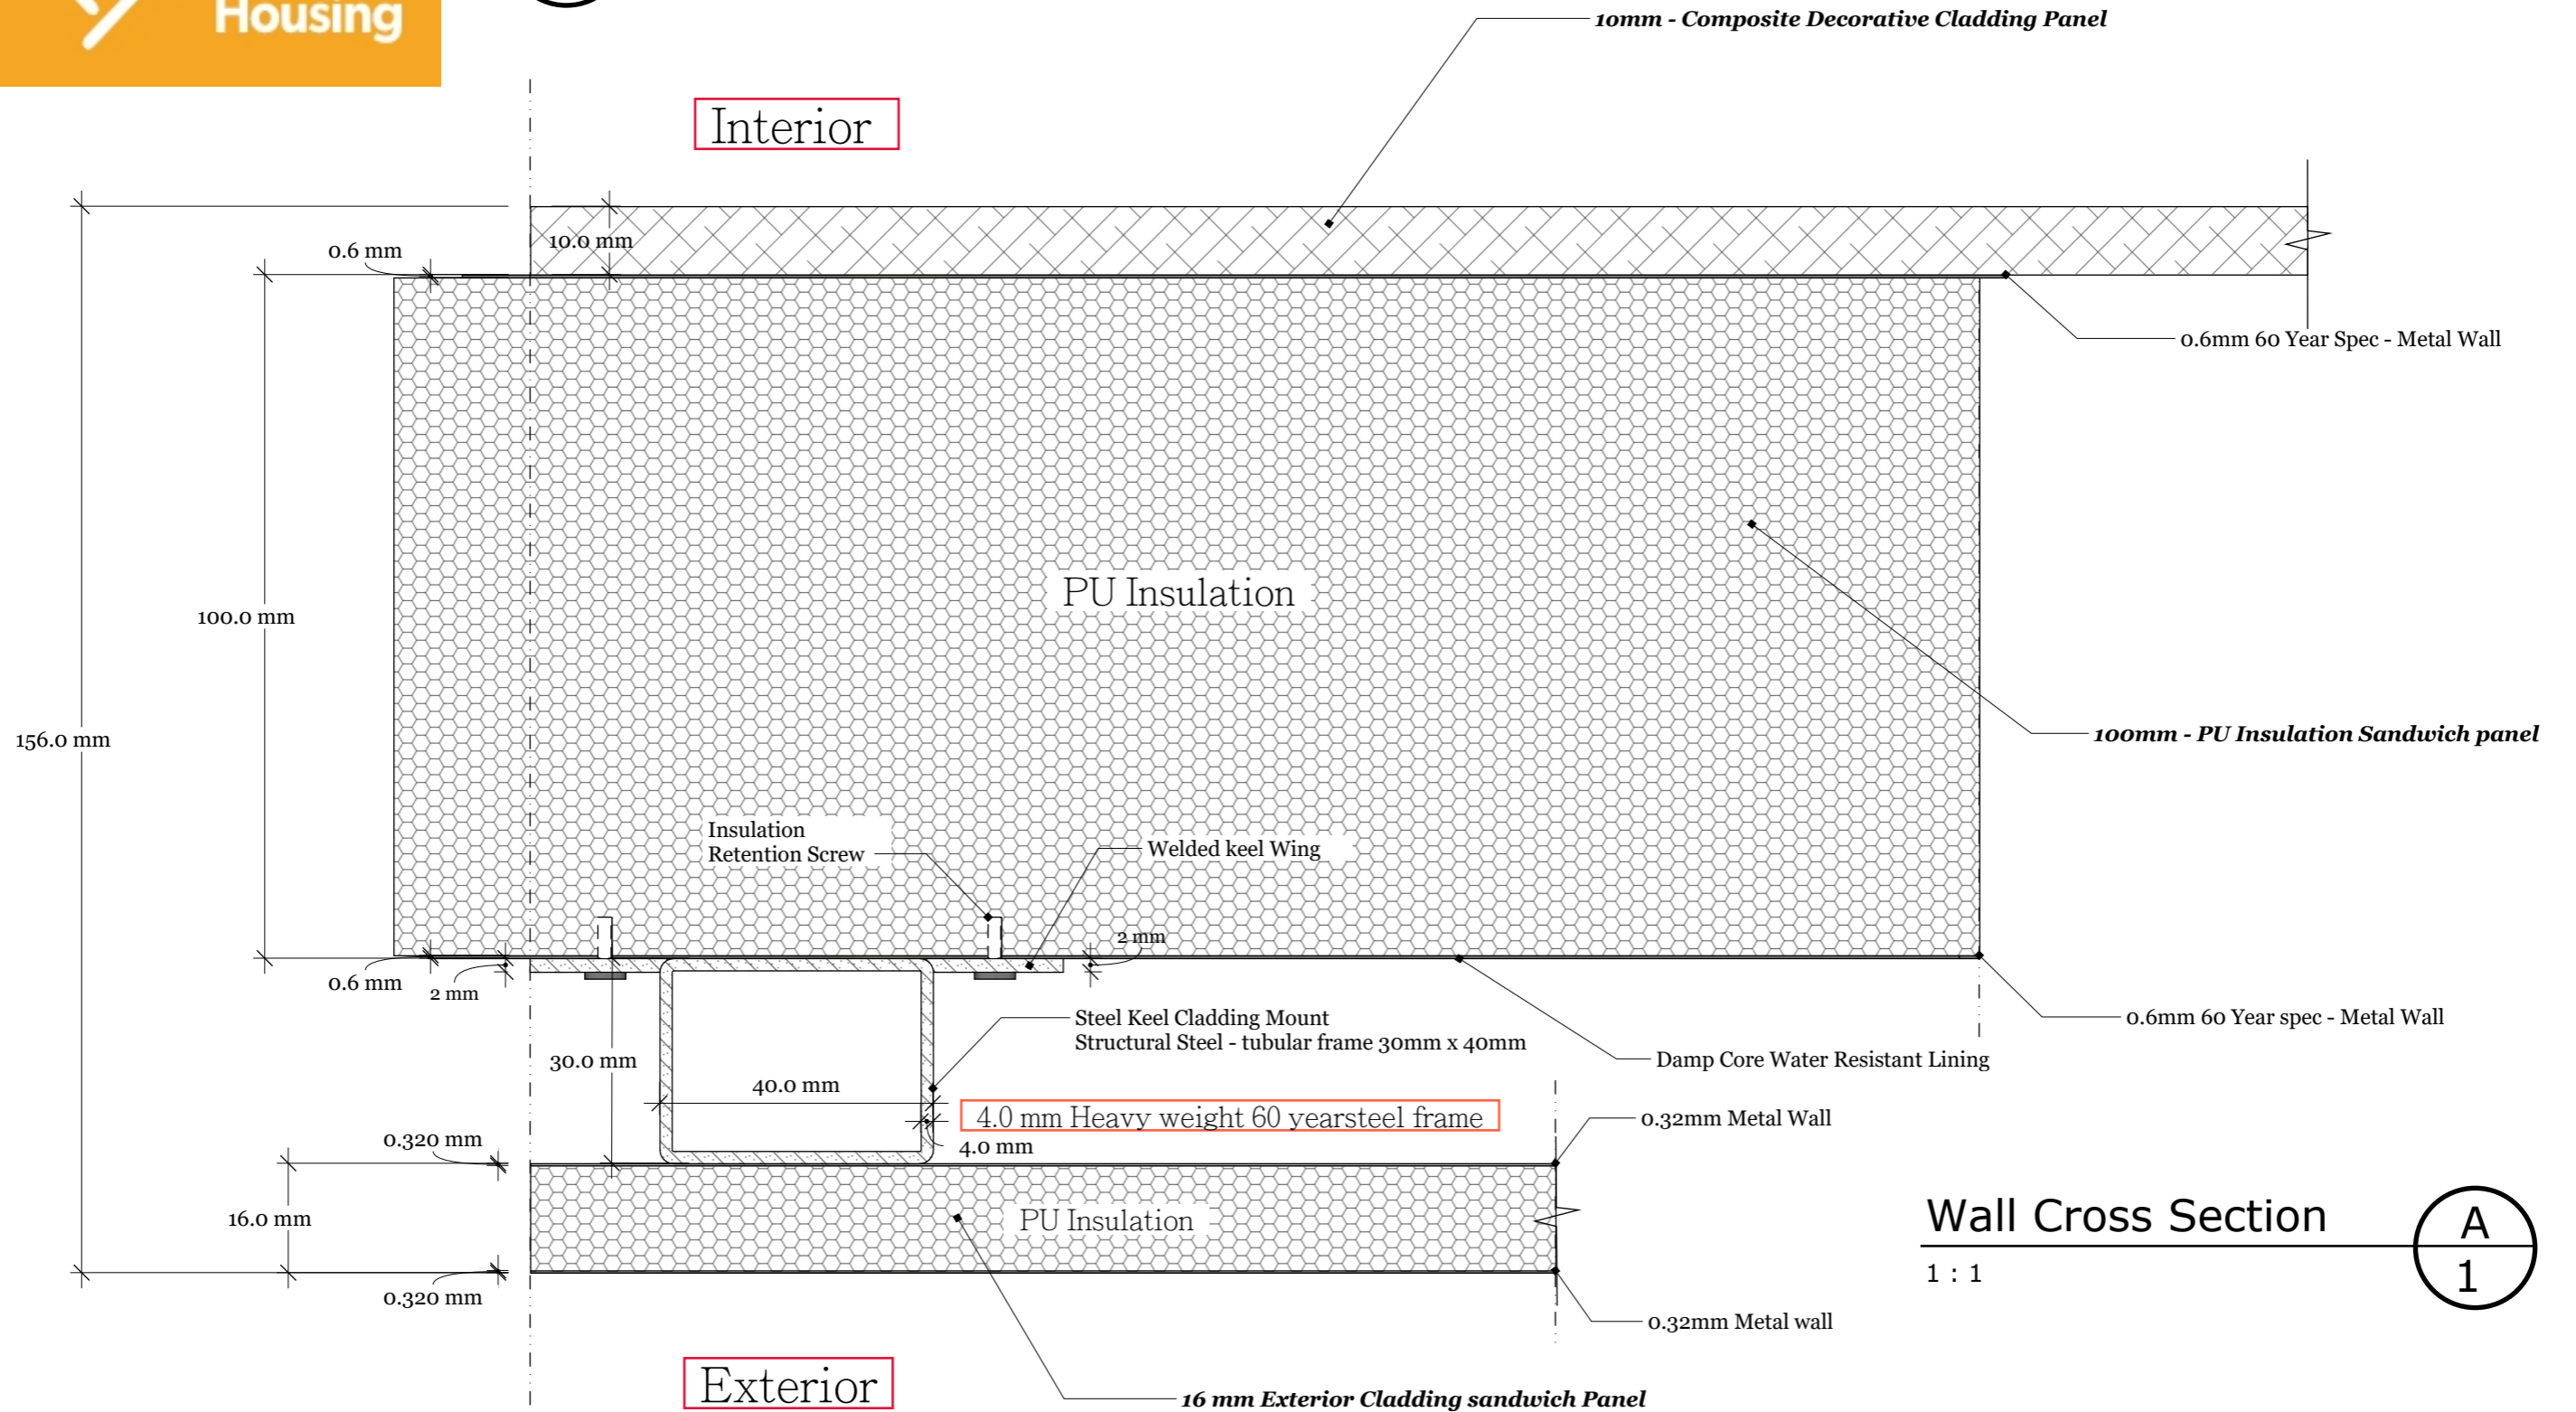 Housing
10mm - Composite Decorative Cladding Panel
Interior
10.0 mm
0.6 mm
0.6mm 60 Year Spec - Metal Wall
PU Insulation
100.0 mm
156.0 mm
100mm - PU Insulation Sandwich panel
Insulation
Retention Screw
Welded keel Wing
2 mm
0.6 mm
2 mm
Steel Keel Cladding Mount
Structural Steel - tubular frame 30mm x 40mm
0.6mm 60 Year spec - Metal Wall
Damp Core Water Resistant Lining
30.0 mm
40.0 mm
4.0 mm Heavy weight 60 yearsteel frame
4.0 mm
0.32mm Metal Wall
0.320 mm
16.0 mm
PU Insulation
Wall Cross Section
A
1
1 : 1
0.320 mm
0.32mm Metal wall
Exterior
16 mm Exterior Cladding sandwich Panel